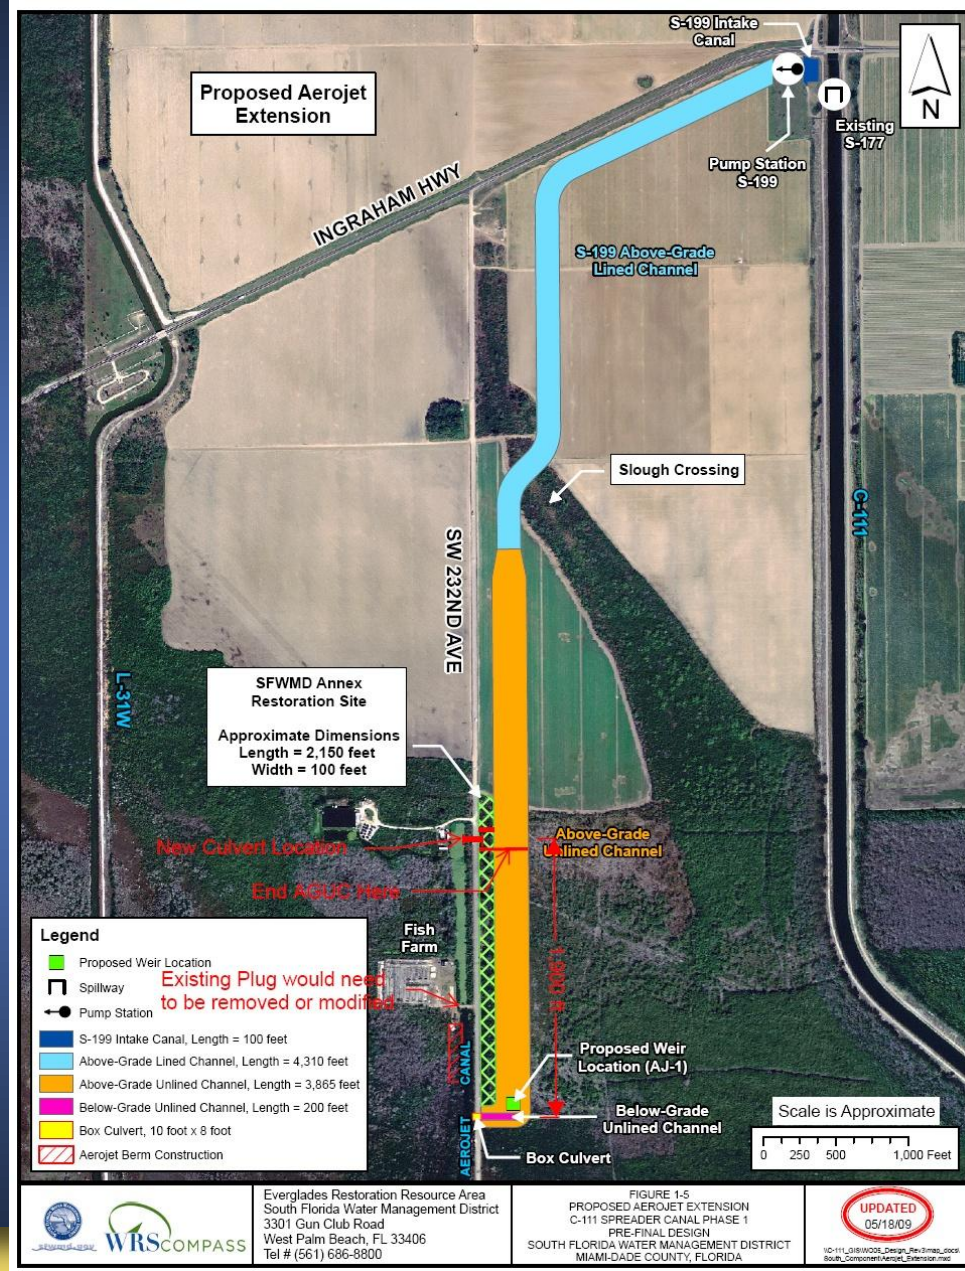 S-199 Intake
Canal
Proposed Aerojet
Extension
N
Existing
S-177
Pump Station
S-199
INGRAHAM HWY
S-199 Above-Grade
Lined Channel
Slough Crossing
C-111
SW 232ND AVE
L-31W
SFWMD Annex
Restoration Site
Approximate Dimensions
Length = 2,150 feet
Width = 100 feet
New Culvert Location
Above-Grade
Unlined Channel
End AGUC Here
Fish
Farm
Existing Plug would need
to be removed or modified
Legend
Proposed Weir Location
Spillway
Pump Station
S-199 Intake Canal, Length = 100 feet
Above-Grade Lined Channel, Length = 4,310 feet
Above-Grade Unlined Channel, Length = 3,865 feet
Below-Grade Unlined Channel, Length = 200 feet
Box Culvert, 10 foot x 8 foot
Aerojet Berm Construction
AEROJET CANAL
Proposed Weir
Location (AJ-1)
Below-Grade
Unlined Channel
Box Culvert
Scale is Approximate
0 250 500 1,000 Feet
sfwmd.gov
WRSCOMPASS
Everglades Restoration Resource Area
South Florida Water Management District
3301 Gun Club Road
West Palm Beach, FL 33406
Tel # (561) 686-8800
FIGURE 1-5
PROPOSED AEROJET EXTENSION
C-111 SPREADER CANAL PHASE 1
PRE-FINAL DESIGN
SOUTH FLORIDA WATER MANAGEMENT DISTRICT
MIAMI-DADE COUNTY, FLORIDA
UPDATED
05/18/09